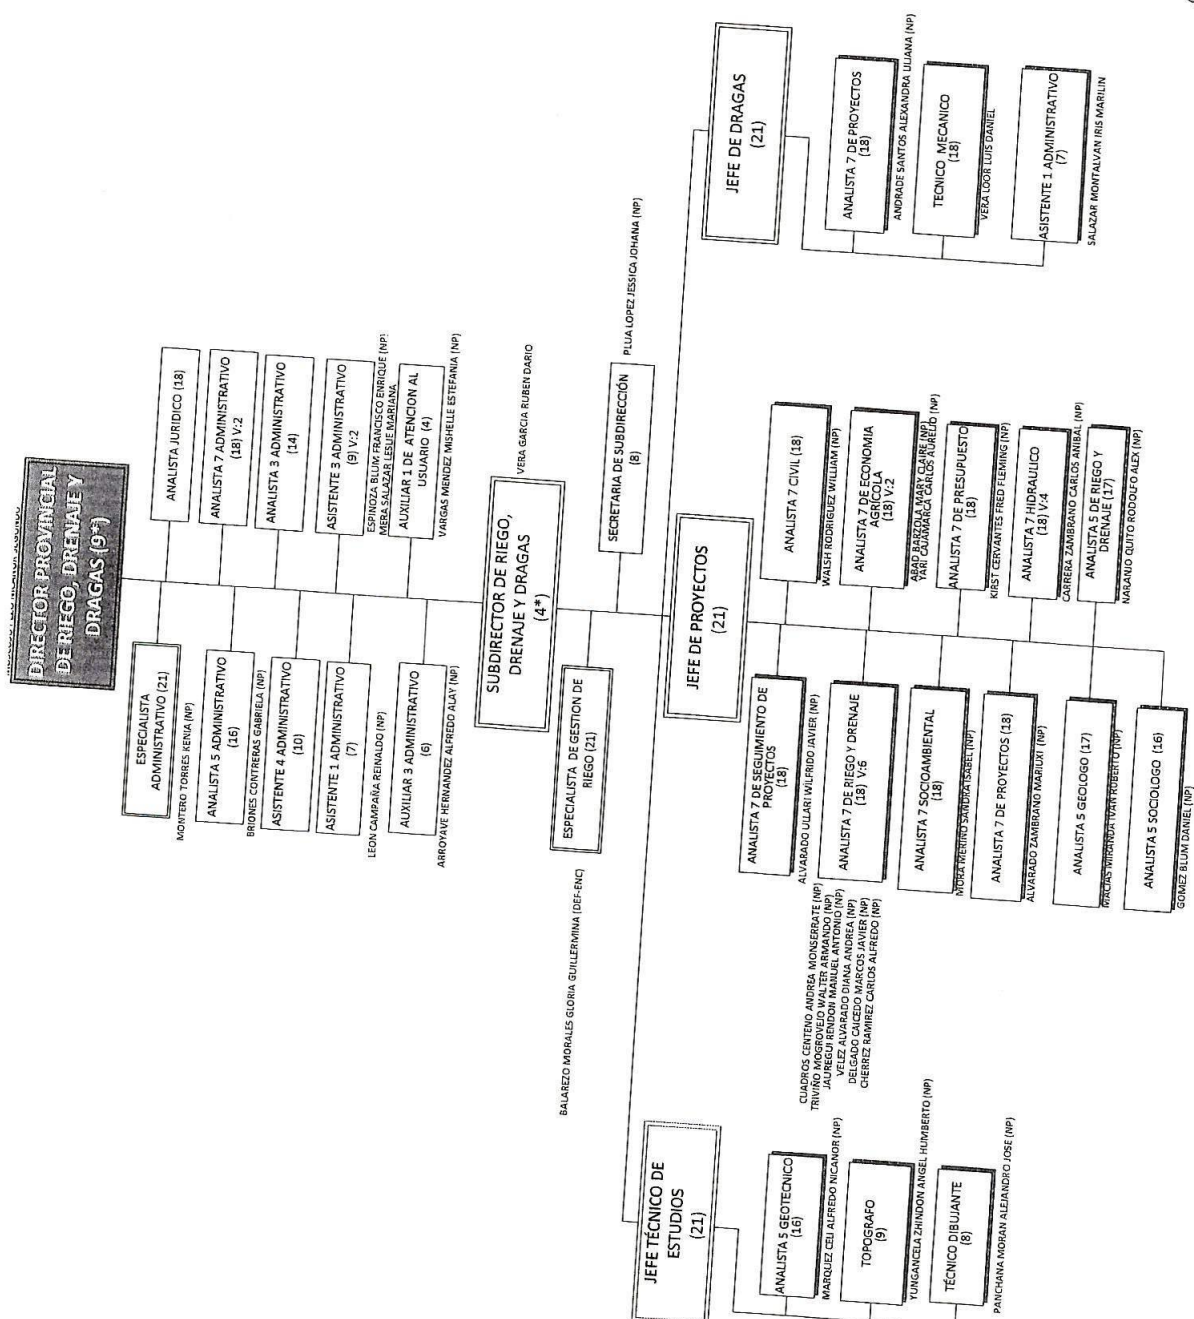 DIRECTOR PROVINCIAL
DE RIEGO, DRENAJE Y
DRAGAS (9*)
ESPECIALISTA
ADMINISTRATIVO (21)
MONTERO TORRES KENIA (NP)
ANALISTA 5 ADMINISTRATIVO
(16)
BRIONES CONTRERAS GABRIELA (NP)
ASISTENTE 4 ADMINISTRATIVO
(10)
ASISTENTE 1 ADMINISTRATIVO
(7)
LEON CAMPAÑA REINALDO (NP)
AUXILIAR 3 ADMINISTRATIVO
(6)
ARROYAVE HERNANDEZ ALFREDO ALAY (NP)
ANALISTA JURIDICO (18)
ANALISTA 7 ADMINISTRATIVO
(18) V:2
ANALISTA 3 ADMINISTRATIVO
(14)
ASISTENTE 3 ADMINISTRATIVO
(9) V:2
ESPINOZA BLUM FRANCISCO ENRIQUE (NP)
MERA SALAZAR LESLIE MARIANA
AUXILIAR 1 DE ATENCION AL
USUARIO (4)
VARGAS MENDEZ MISHELLE ESTEFANIA (NP)
SUBDIRECTOR DE RIEGO,
DRENAJE Y DRAGAS
(4*)
VERA GARCIA RUBEN DARIO
ESPECIALISTA DE GESTION DE
RIEGO (21)
BALAREZO MORALES GLORIA GUILLERMINA (DEF-ENC)
SECRETARIA DE SUBDIRECCIÓN
(8)
PLUA LOPEZ JESSICA JOHANA (NP)
JEFE TÉCNICO DE
ESTUDIOS
(21)
ANALISTA 5 GEOTECNICO
(16)
MARQUEZ CELI ALFREDO NICANOR (NP)
TOPOGRAFO
(9)
YUNGANCELA ZHINDON ANGEL HUMBERTO (NP)
TÉCNICO DIBUJANTE
(8)
PANCHANA MORAN ALEJANDRO JOSE (NP)
JEFE DE PROYECTOS
(21)
ANALISTA 7 DE SEGUIMIENTO DE
PROYECTOS
(18)
ALVARADO ULLARI WILFRIDO JAVIER (NP)
ANALISTA 7 DE RIEGO Y DRENAJE
(18) V:6
CUADROS CENTENO ANDREA MONSERRATE (NP)
TRIVIÑO MOGROVEJO WALTER ARMANDO (NP)
JAUREGUI RENDON MANUEL ANTONIO (NP)
VELEZ ALVARADO DIANA ANDREA (NP)
DELGADO CAICEDO MARCOS JAVIER (NP)
CHERREZ RAMIREZ CARLOS ALFREDO (NP)
ANALISTA 7 SOCIOAMBIENTAL
(18)
MORA MERINO SANDRA ISABEL (NP)
ANALISTA 7 DE PROYECTOS (18)
ALVARADO ZAMBRANO MARIUXI (NP)
ANALISTA 5 GEÓLOGO (17)
MACIAS MIRANDA IVAN ROBERTO (NP)
ANALISTA 5 SOCIOLOGO (16)
GOMEZ BLUM DANIEL (NP)
ANALISTA 7 CIVIL (18)
WALSH RODRIGUEZ WILLIAM (NP)
ANALISTA 7 DE ECONOMIA
AGRÍCOLA
(18) V:2
ABAD BARZOLA MARY CLAIRE (NP)
YARI CAJAMARCA CARLOS AURELIO (NP)
ANALISTA 7 DE PRESUPUESTO
(18)
KIRST CERVANTES FRED FLEMING (NP)
ANALISTA 7 HIDRAULICO
(18) V:4
CARRERA ZAMBRANO CARLOS ANIBAL (NP)
ANALISTA 5 DE RIEGO Y
DRENAJE (17)
NARANJO QUITO RODOLFO ALEX (NP)
JEFE DE DRAGAS
(21)
ANALISTA 7 DE PROYECTOS
(18)
ANDRADE SANTOS ALEXANDRA LILIANA (NP)
TECNICO MECANICO
(18)
VERA LOOR LUIS DANIEL
ASISTENTE 1 ADMINISTRATIVO
(7)
SALAZAR MONTALVAN IRIS MARILIN